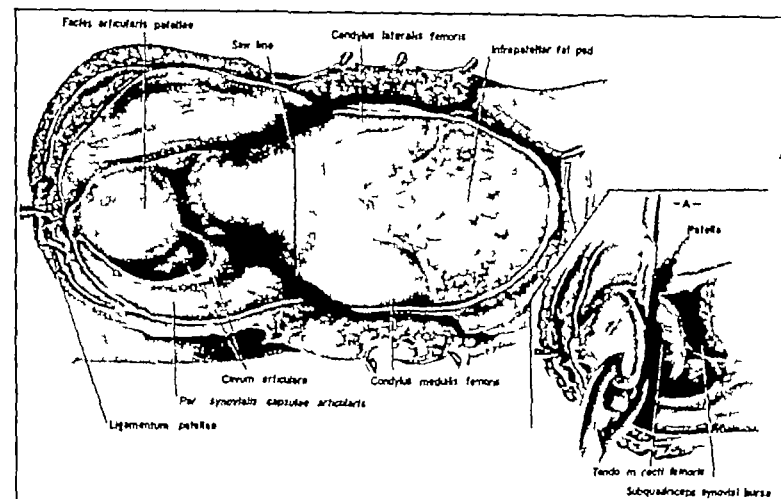 Facies articularis patellae
Saw line
Condylus lateralis femoris
Infrapatellar fat pad
-A-
Patella
Cavum articulare
Condylus medialis femoris
Par synovialis capsulae articularis
Ligamentum patellae
Tendo m recti femoris
Subquadriceps synovial bursa